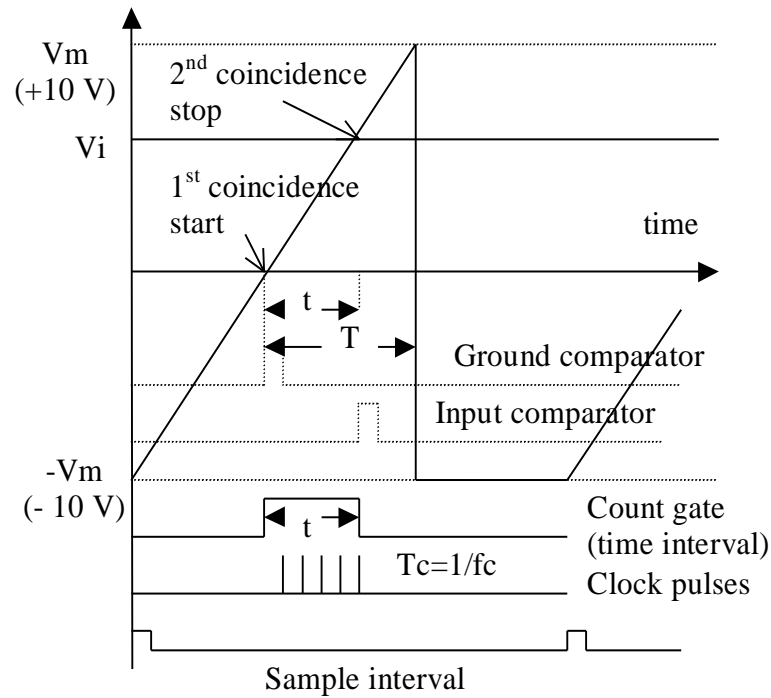 Vm
(+10 V)
2nd coincidence
stop
Vi
1st coincidence
start
time
t
T
Ground comparator
Input comparator
-Vm
(- 10 V)
t
Count gate
(time interval)
Tc=1/fc
Clock pulses
Sample interval